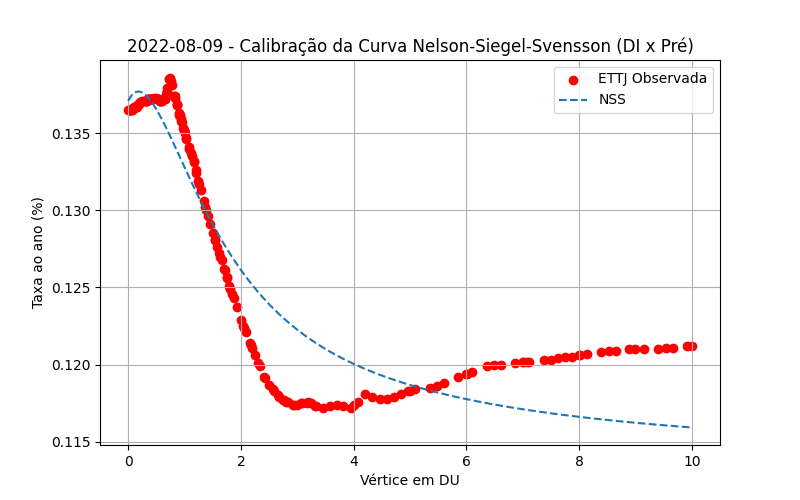 2022-08-09 - Calibração da Curva Nelson-Siegel-Svensson (DI x Pré)
ETTJ Observada
NSS
Taxa ao ano (%)
0.135
0.130
0.125
0.120
0.115
0 2 4 6 8 10
Vértice em DU